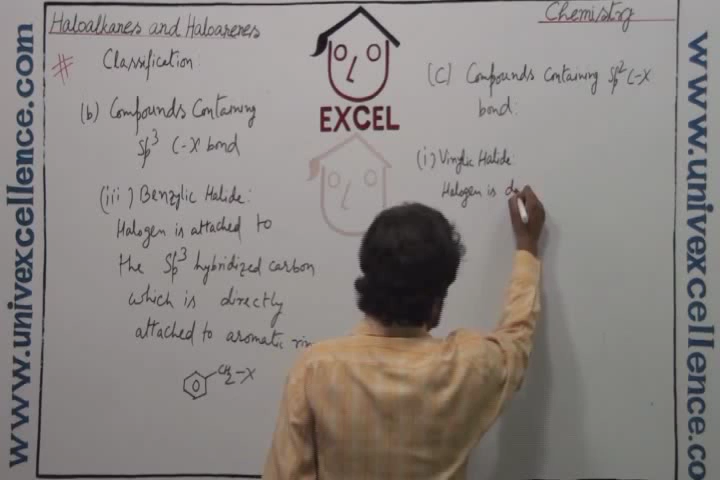 Haloalkanes and Haloarenes
Chemistry
# Classification:
(b) Compounds Containing
Sp3 C-X bond
(iii) Benzylic Halide:
Halogen is attached to
the Sp3 hybridized carbon
which is directly
attached to aromatic
CH2-X
EXCEL
(C) Compounds Containing Sp2 C-X
bond:
(i) Vinylic Halide:
Halogen is
www.univexcellence.com
www.univexcellence.co